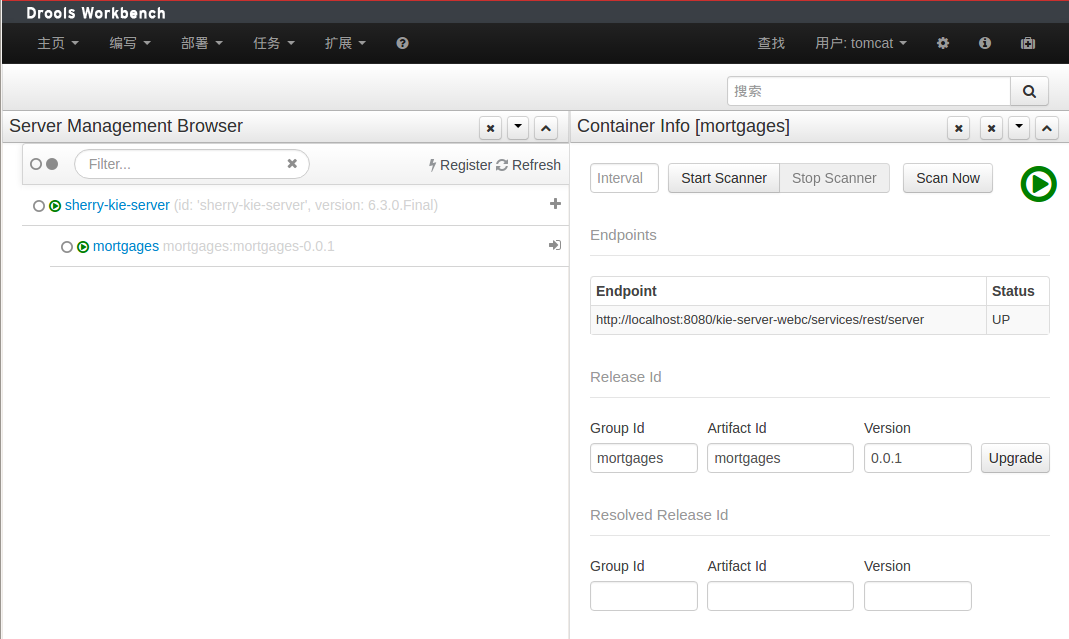 Drools Workbench
主页 编写 部署 任务 扩展 查找 用户: tomcat
搜索
Server Management Browser
Filter... Register Refresh
sherry-kie-server (id: 'sherry-kie-server', version: 6.3.0.Final)
mortgages mortgages:mortgages-0.0.1
Container Info [mortgages]
Interval Start Scanner Stop Scanner Scan Now
Endpoints
Endpoint Status
http://localhost:8080/kie-server-webc/services/rest/server UP
Release Id
Group Id Artifact Id Version
mortgages mortgages 0.0.1 Upgrade
Resolved Release Id
Group Id Artifact Id Version